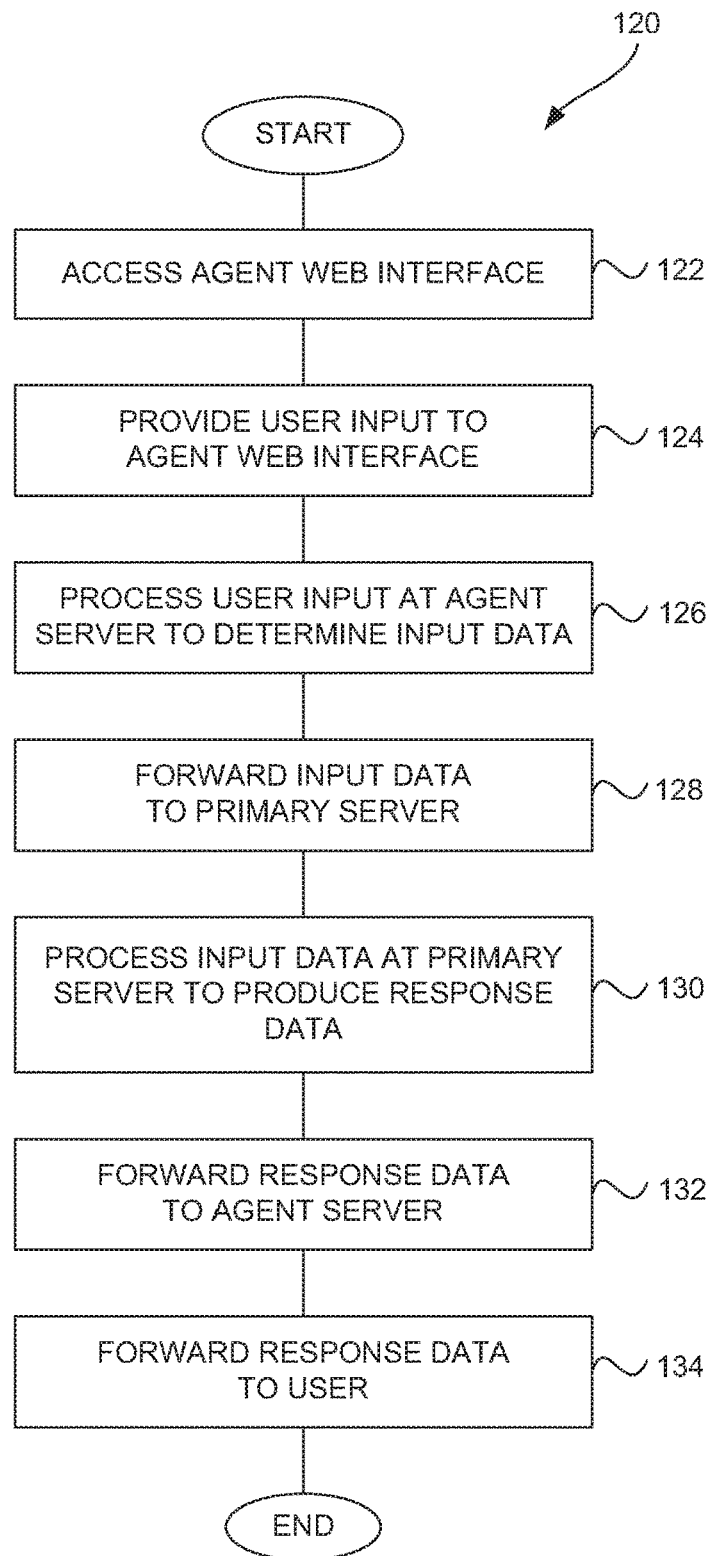 120
START
ACCESS AGENT WEB INTERFACE
122
PROVIDE USER INPUT TO
AGENT WEB INTERFACE
124
PROCESS USER INPUT AT AGENT
SERVER TO DETERMINE INPUT DATA
126
FORWARD INPUT DATA
TO PRIMARY SERVER
128
PROCESS INPUT DATA AT PRIMARY
SERVER TO PRODUCE RESPONSE
DATA
130
FORWARD RESPONSE DATA
TO AGENT SERVER
132
FORWARD RESPONSE DATA
TO USER
134
END